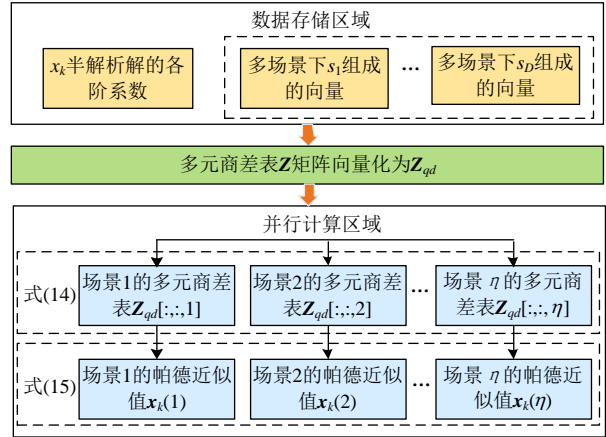 数据存储区域
x_k半解析解的各
阶系数
多场景下s_1组成
的向量
...
多场景下s_D组成
的向量
多元商差表Z矩阵向量化为Z_qd
并行计算区域
式(14)
场景1的多元商差
表Z_qd[:,:,1]
场景2的多元商差
表Z_qd[:,:,2]
...
场景 η 的多元商
差表Z_qd[:,:, η]
式(15)
场景1的帕德近似
值x_k(1)
场景2的帕德近似
值x_k(2)
...
场景 η 的帕德近
似值x_k(η)